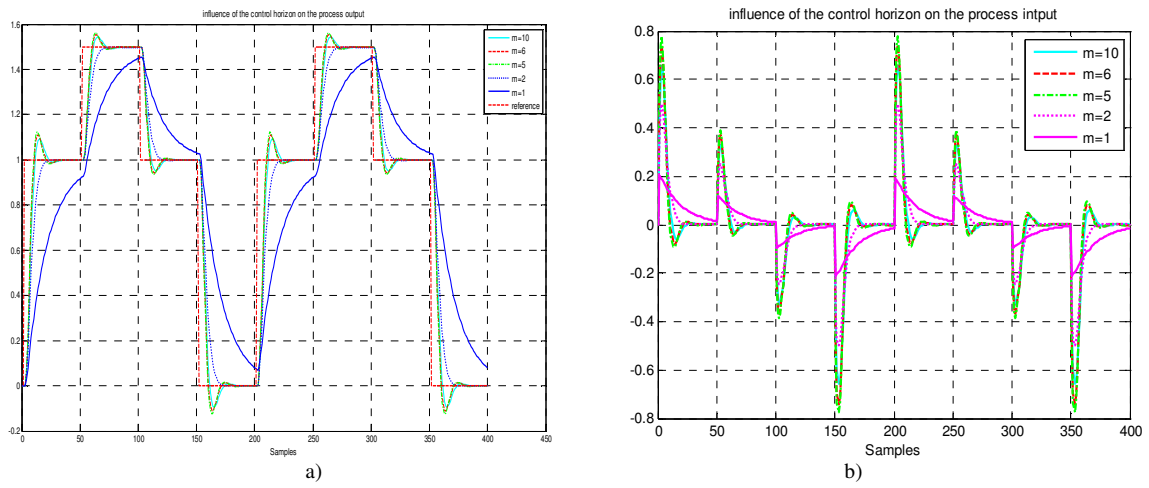 influence of the control horizon on the process output
1.6
1.4
1.2
1
0.8
0.6
0.4
0.2
0
-0.2
0 50 100 150 200 250 300 350 400 450
Samples
m=10
m=6
m=5
m=2
m=1
reference
a)
influence of the control horizon on the process intput
0.8
0.6
0.4
0.2
0
-0.2
-0.4
-0.6
-0.8
0 50 100 150 200 250 300 350 400
Samples
m=10
m=6
m=5
m=2
m=1
b)